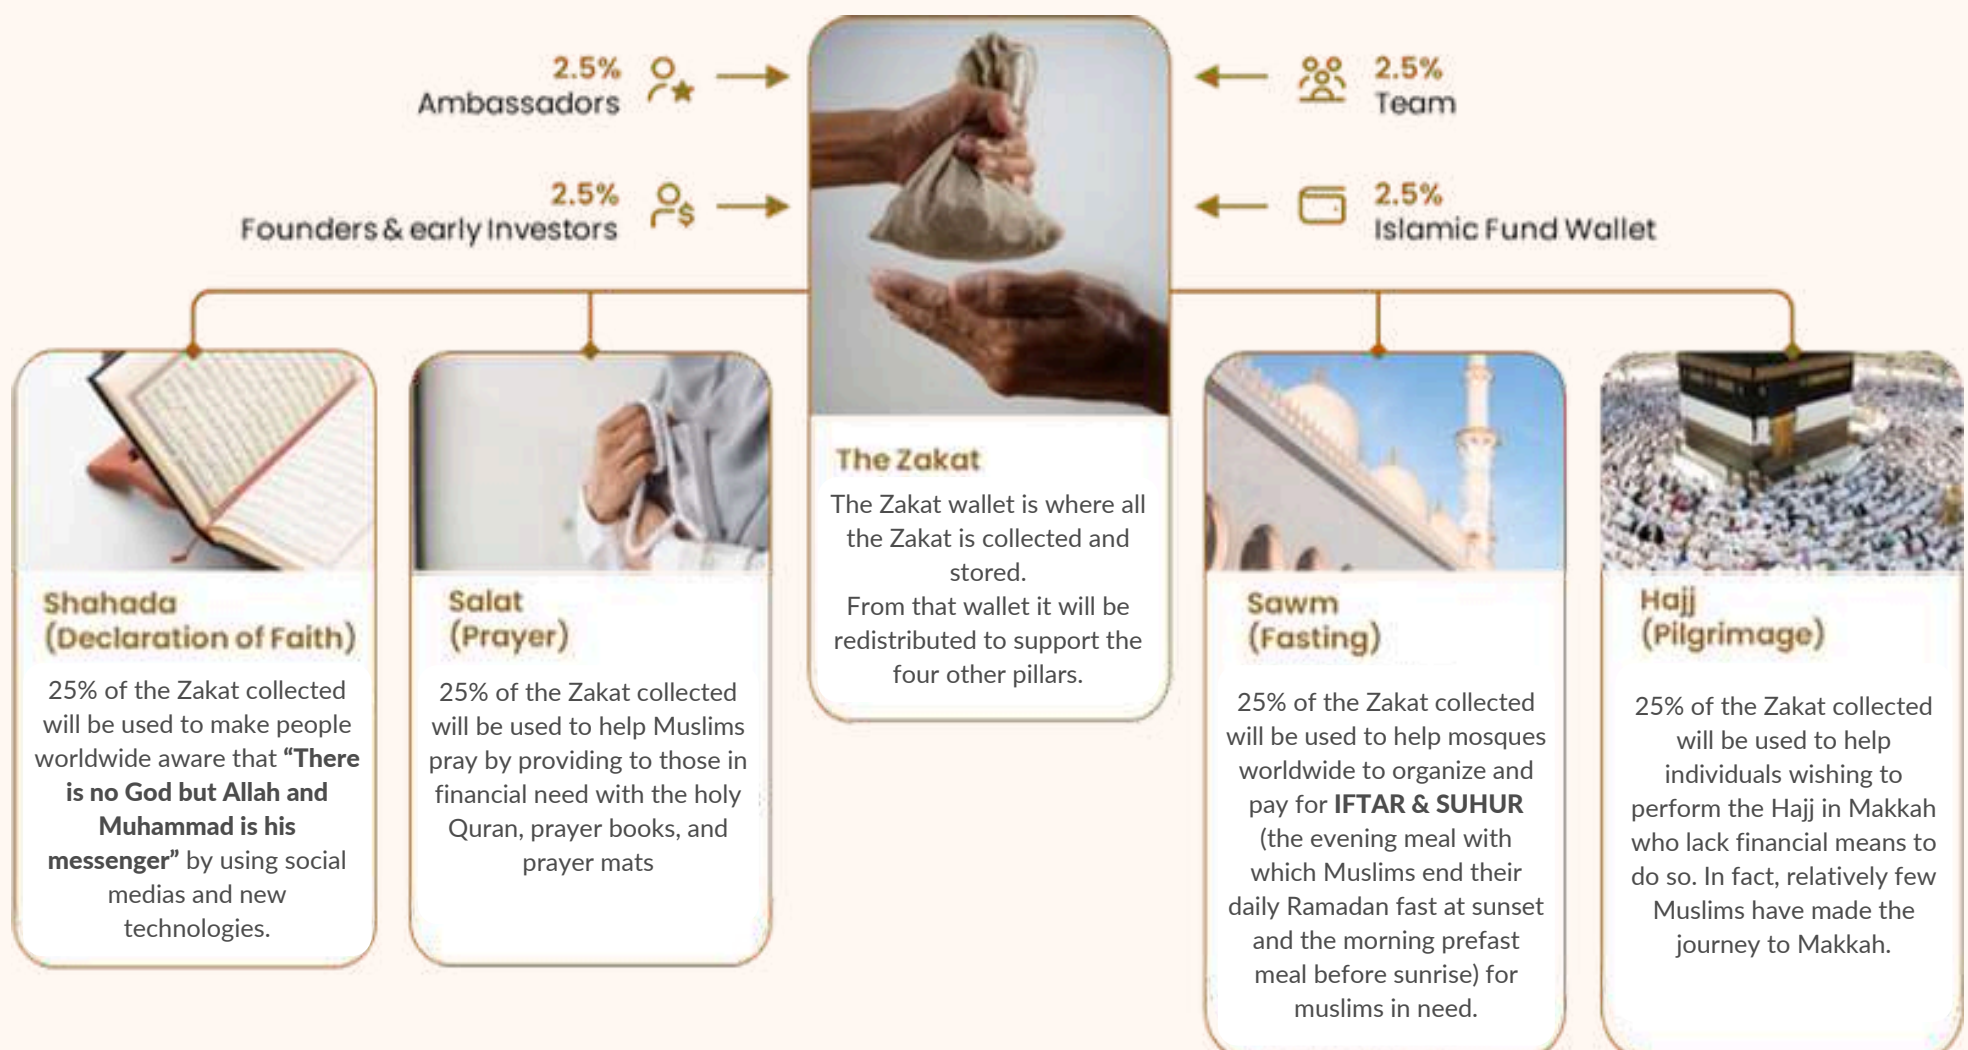 2.5%
Ambassadors
2.5%
Founders & early Investors
2.5%
Team
2.5%
Islamic Fund Wallet
Shahada
(Declaration of Faith)
25% of the Zakat collected
will be used to make people
worldwide aware that “There
is no God but Allah and
Muhammad is his
messenger” by using social
medias and new
technologies.
Salat
(Prayer)
25% of the Zakat collected
will be used to help Muslims
pray by providing to those in
financial need with the holy
Quran, prayer books, and
prayer mats
The Zakat
The Zakat wallet is where all
the Zakat is collected and
stored.
From that wallet it will be
redistributed to support the
four other pillars.
Sawm
(Fasting)
25% of the Zakat collected
will be used to help mosques
worldwide to organize and
pay for IFTAR & SUHUR
(the evening meal with
which Muslims end their
daily Ramadan fast at sunset
and the morning prefast
meal before sunrise) for
muslims in need.
Hajj
(Pilgrimage)
25% of the Zakat collected
will be used to help
individuals wishing to
perform the Hajj in Makkah
who lack financial means to
do so. In fact, relatively few
Muslims have made the
journey to Makkah.